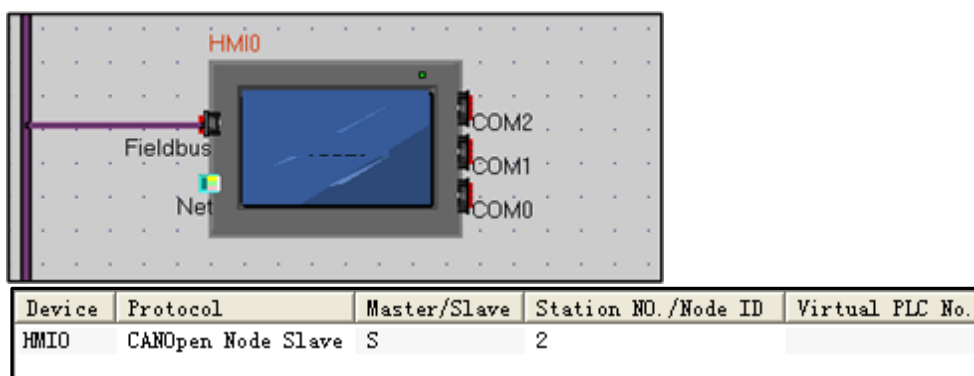 HMI0
COM2
Fieldbus
COM1
Net
COM0
Device Protocol Master/Slave Station NO./Node ID Virtual PLC No.
HMI0 CANOpen Node Slave S 2